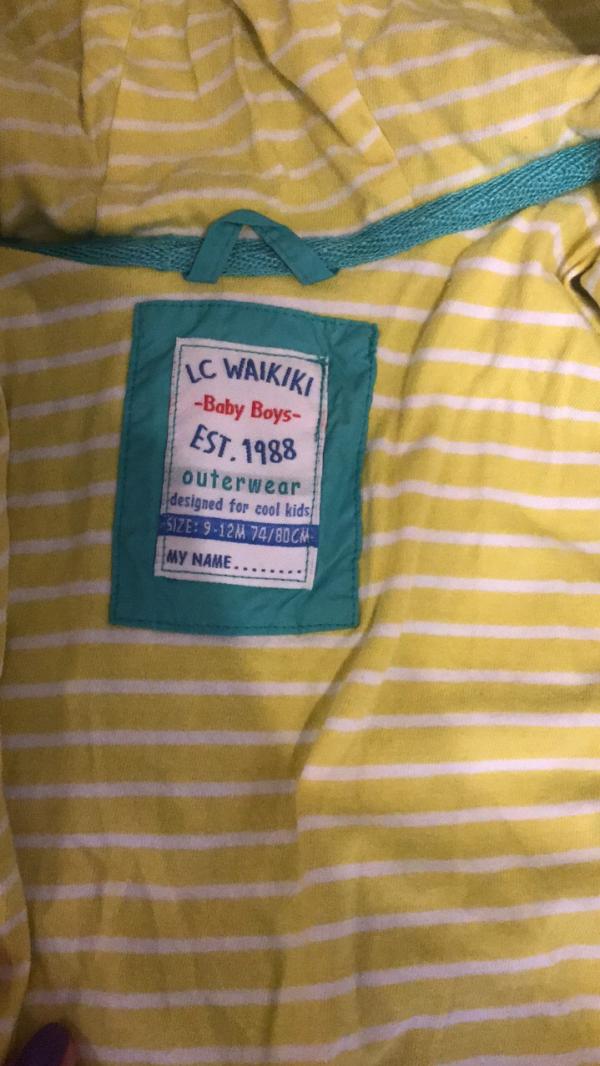 LC WAIKIKI
-Baby Boys-
EST. 1988
outerwear
designed for cool kids
SIZE: 9-12M 74/80CM
MY NAME........